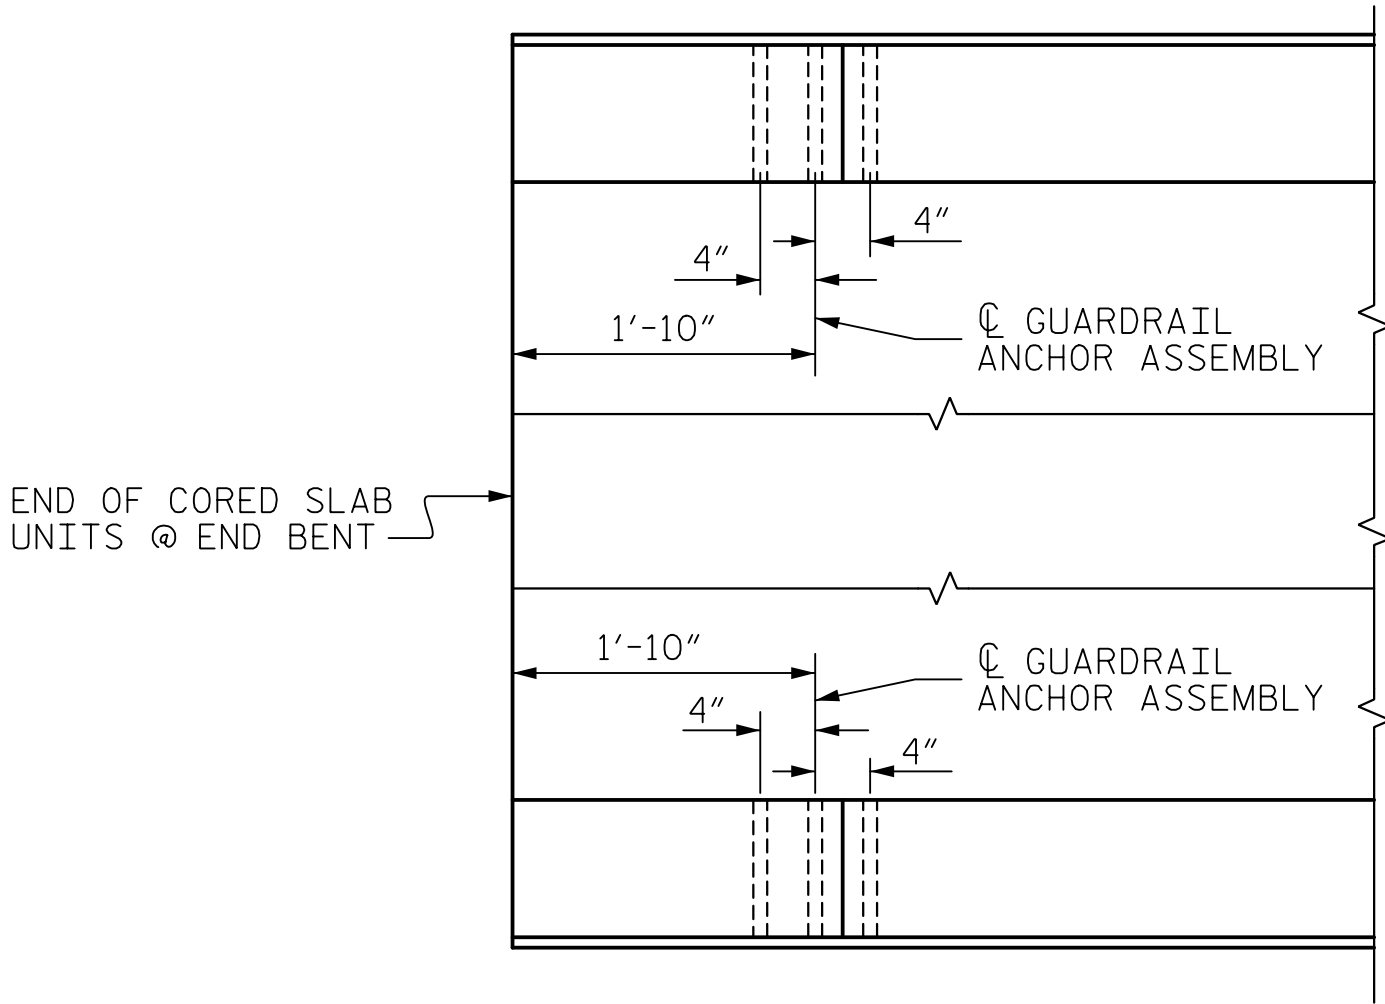 4"
4"
1'-10"
℄ GUARDRAIL
ANCHOR ASSEMBLY
END OF CORED SLAB
UNITS @ END BENT
1'-10"
℄ GUARDRAIL
ANCHOR ASSEMBLY
4"
4"